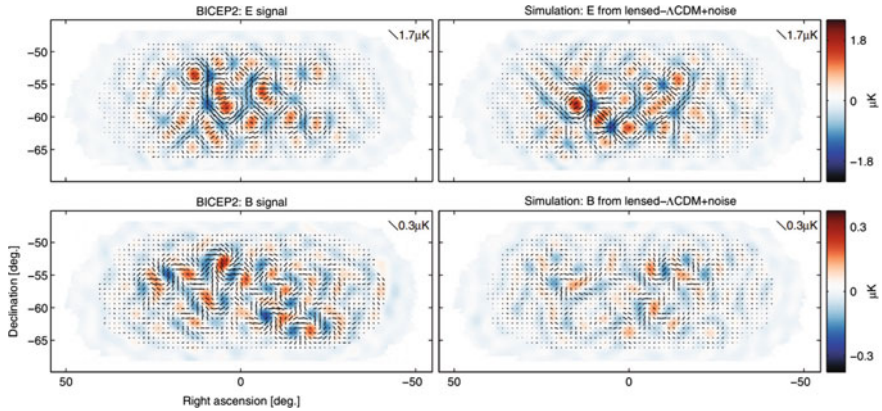 BICEP2: E signal
Simulation: E from lensed-ΛCDM+noise
1.7μK
1.7μK
−50
−55
−60
−65
1.8
0
−1.8
μK
BICEP2: B signal
Simulation: B from lensed-ΛCDM+noise
0.3μK
0.3μK
−50
−55
−60
−65
0.3
0
−0.3
μK
Declination [deg.]
50
0
−50
50
0
−50
Right ascension [deg.]